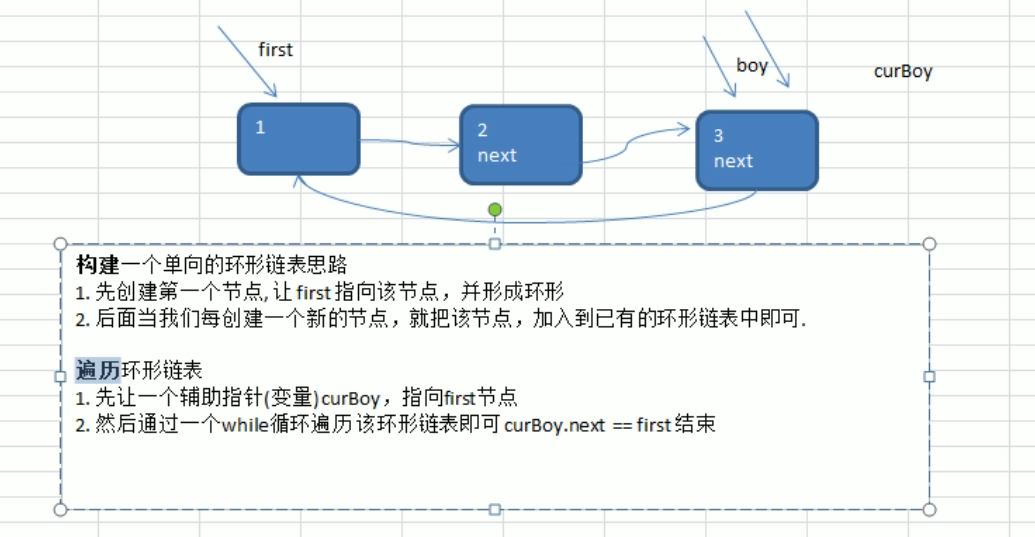 first
boy
curBoy
1
2
next
3
next
构建一个单向的环形链表思路
1. 先创建第一个节点, 让 first 指向该节点，并形成环形
2. 后面当我们每创建一个新的节点，就把该节点，加入到已有的环形链表中即可.
遍历环形链表
1. 先让一个辅助指针(变量) curBoy，指向first节点
2. 然后通过一个while循环遍历 该环形链表即可 curBoy.next == first 结束